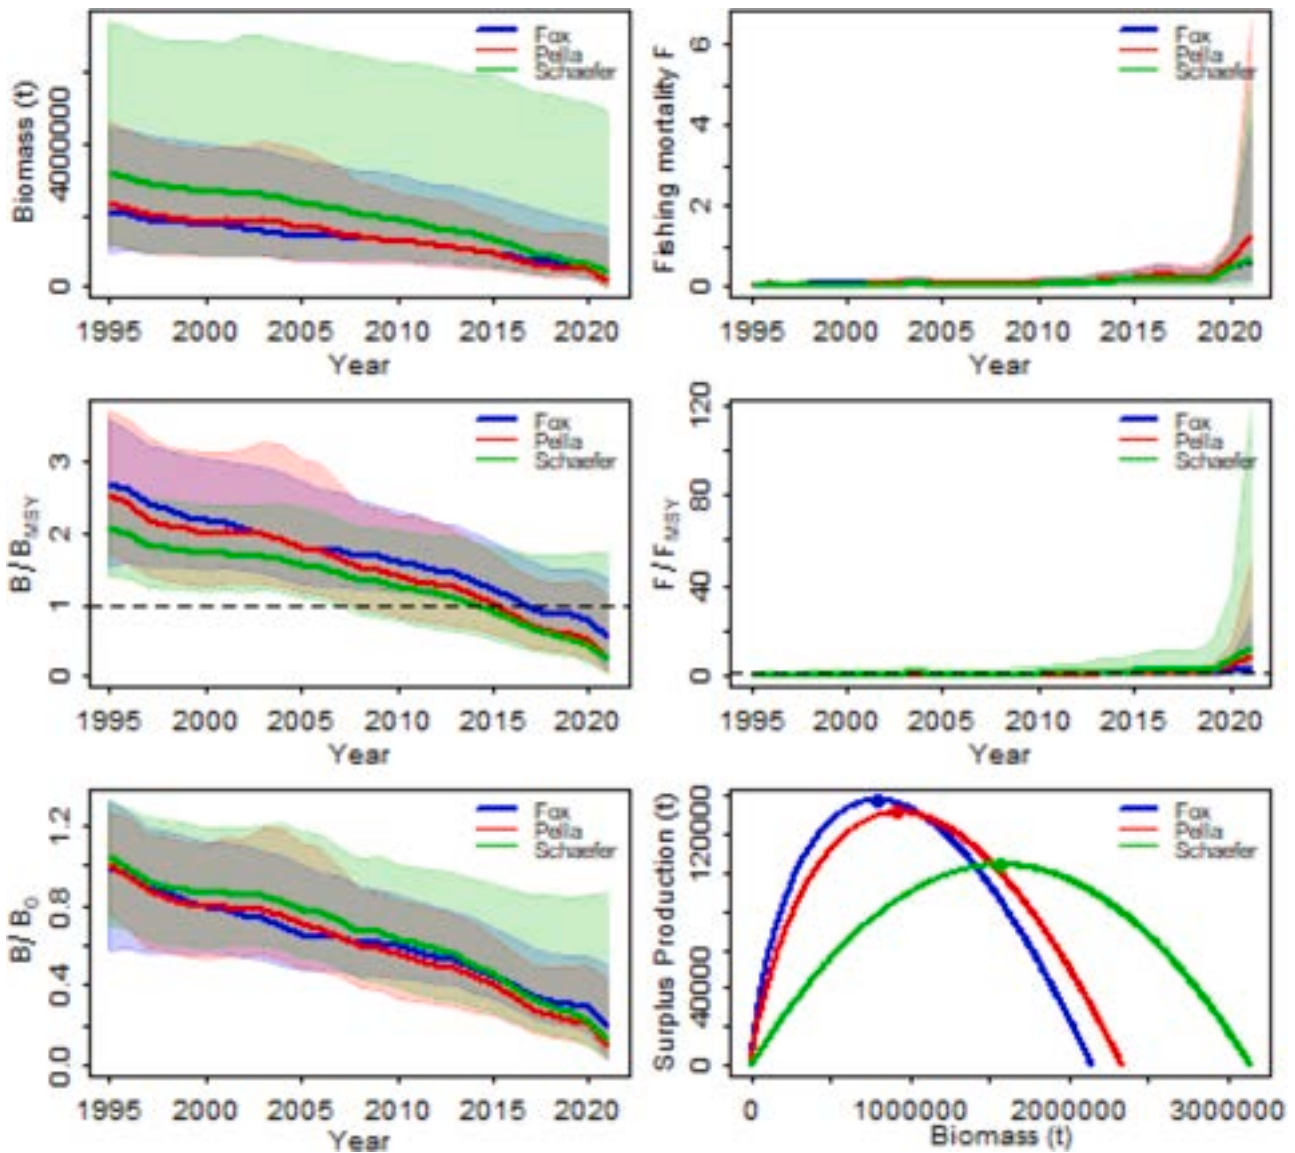 Biomass (t)
4000000
0
1995 2000 2005 2010 2015 2020
Year
Fox
Pella
Schaefer
Fishing mortality F
6
4
2
0
1995 2000 2005 2010 2015 2020
Year
Fox
Pella
Schaefer
B/BMSY
3
2
1
0
1995 2000 2005 2010 2015 2020
Year
Fox
Pella
Schaefer
F/FMSY
120
80
40
0
1995 2000 2005 2010 2015 2020
Year
Fox
Pella
Schaefer
B/B0
1.2
0.8
0.4
0.0
1995 2000 2005 2010 2015 2020
Year
Fox
Pella
Schaefer
Surplus Production (t)
1200000
400000
0
0 1000000 2000000 3000000
Biomass (t)
Fox
Pella
Schaefer